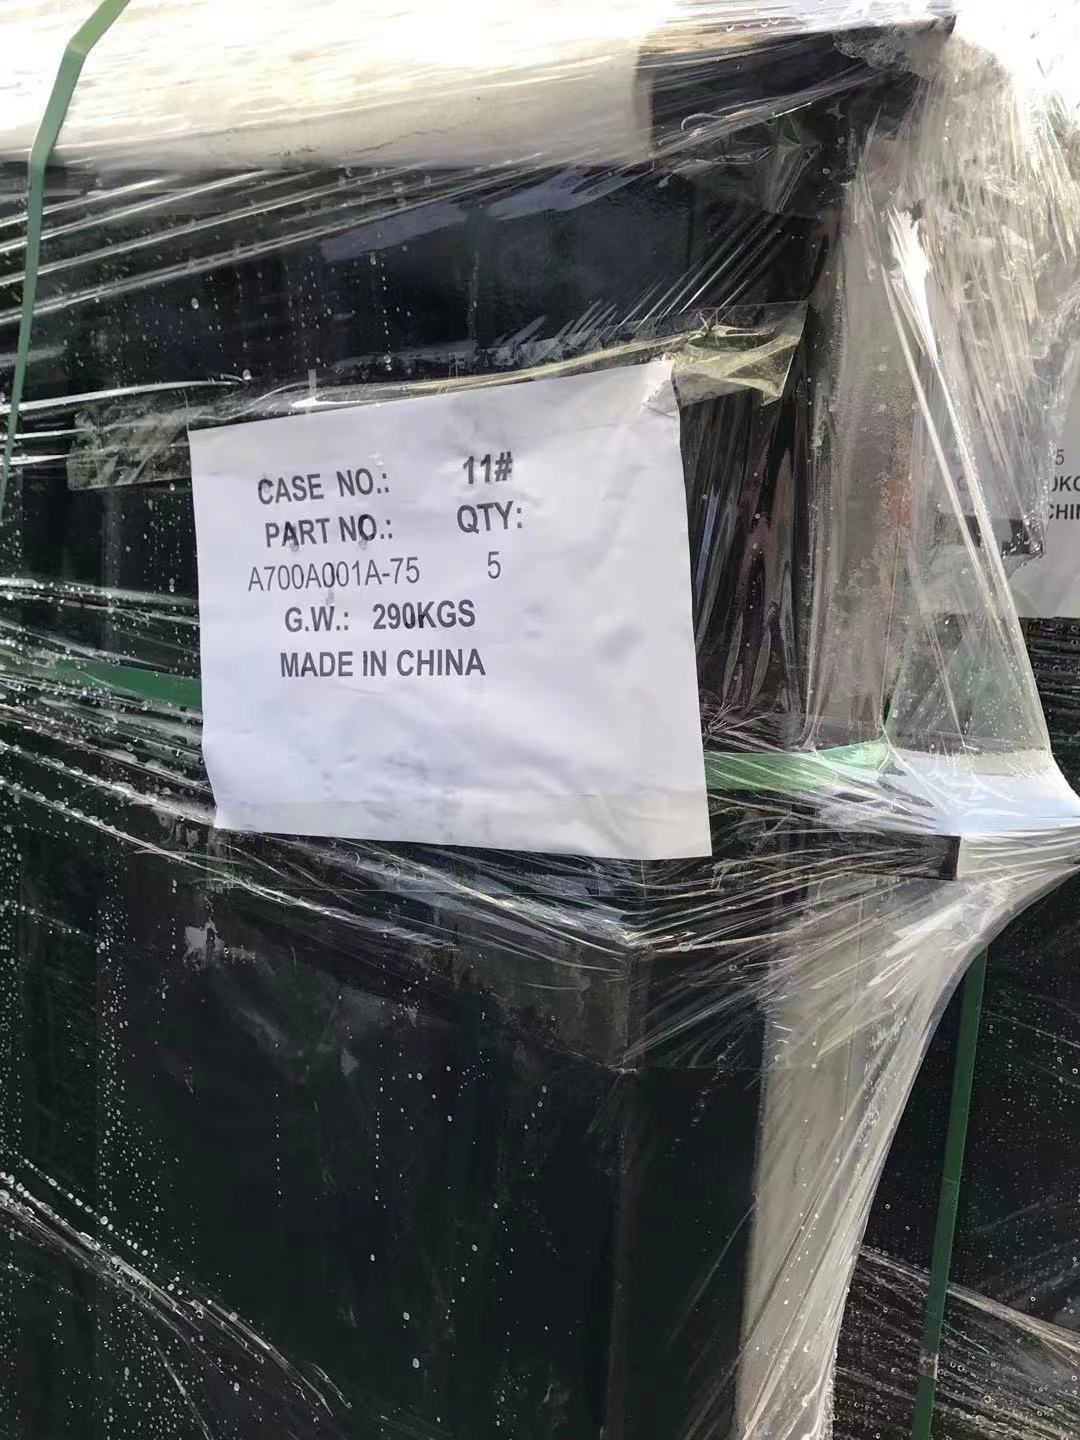 CASE NO.: 11#
PART NO.: QTY:
A700A001A-75 5
G.W.: 290KGS
MADE IN CHINA